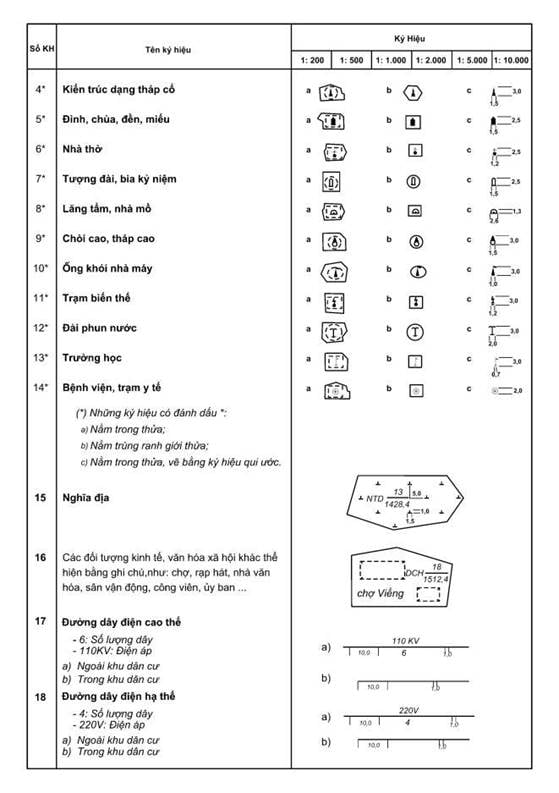 Số KH
Tên ký hiệu
Ký Hiệu
1: 200 1: 500 1: 1.000 1: 2.000 1: 5.000 1: 10.000
4* Kiến trúc dạng tháp cổ a b c 3,0
1,5
5* Đình, chùa, đền, miếu a b c 2,5
1,5
6* Nhà thờ a b c 2,5
1,2
7* Tượng đài, bia kỷ niệm a b c 2,5
1,5
8* Lăng tẩm, nhà mồ a b c 1,3
2,5
9* Chòi cao, tháp cao a b c 3,0
1,5
10* Ống khói nhà máy a b c 3,0
1,0
11* Trạm biến thế a b c 3,0
1,2
12* Đài phun nước a b c 3,0
2,0
13* Trường học a b c 3,0
0,7
14* Bệnh viện, trạm y tế a b c 2,0
(*) Những ký hiệu có đánh dấu *:
a) Nằm trong thửa;
b) Nằm trùng ranh giới thửa;
c) Nằm trong thửa, vẽ bằng ký hiệu qui ước.
15 Nghĩa địa
NTD 13 5,0
1428,4 1,0
1,5
16 Các đối tượng kinh tế, văn hóa xã hội khác thể
hiện bằng ghi chú,như: chợ, rạp hát, nhà văn
hóa, sân vận động, công viên, ủy ban ...
DCH 18
1512,4
chợ Viềng
17 Đường dây điện cao thế
- 6: Số lượng dây
- 110KV: Điện áp
a) Ngoài khu dân cư
b) Trong khu dân cư
a) 110 KV
10,0 6 1,0
b)
10,0 1,0
18 Đường dây điện hạ thế
- 4: Số lượng dây
- 220V: Điện áp
a) Ngoài khu dân cư
b) Trong khu dân cư
a) 220V
10,0 4 1,0
b)
10,0 1,0